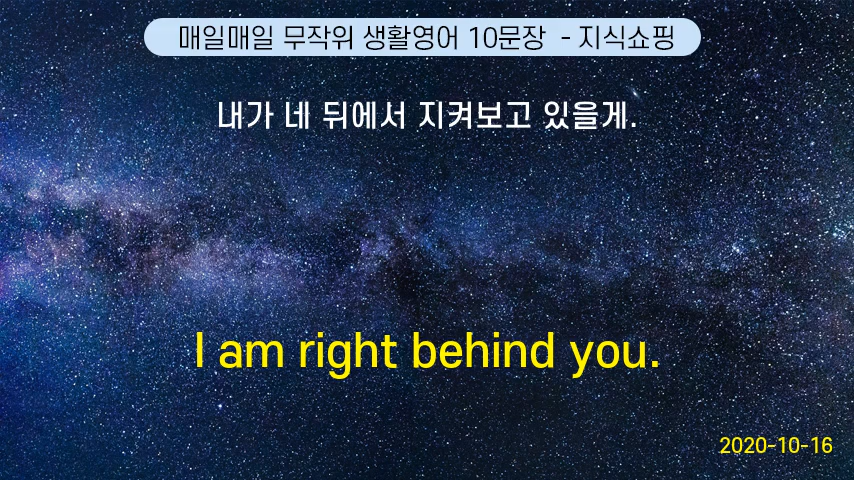 매일매일 무작위 생활영어 10문장 - 지식쇼핑
내가 네 뒤에서 지켜보고 있을게.
I am right behind you.
2020-10-16